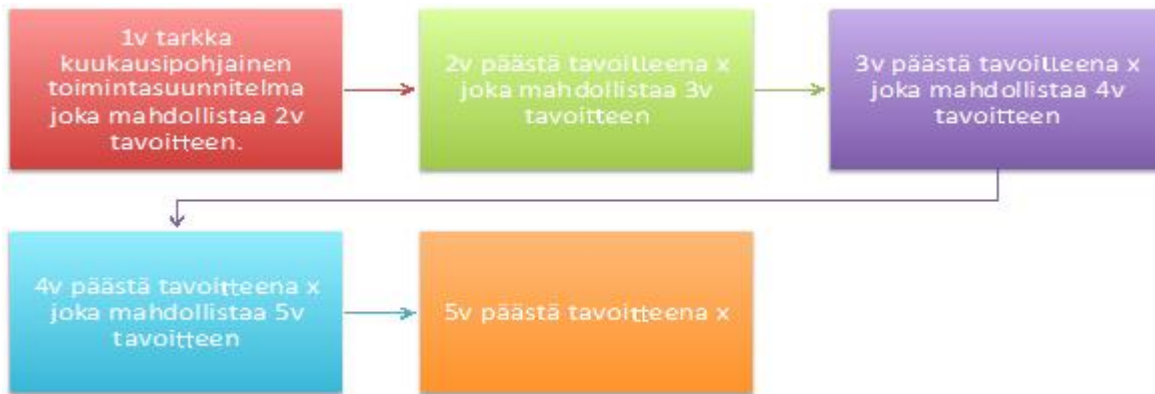 1v tarkka
kuukausipohjainen
toimintasuunnitelma
joka mahdollistaa 2v
tavoitteen.
2v päästä tavoitteena x
joka mahdollistaa 3v
tavoitteen
3v päästä tavoitteena x
joka mahdollistaa 4v
tavoitteen
4v päästä tavoitteena x
joka mahdollistaa 5v
tavoitteen
5v päästä tavoitteena x